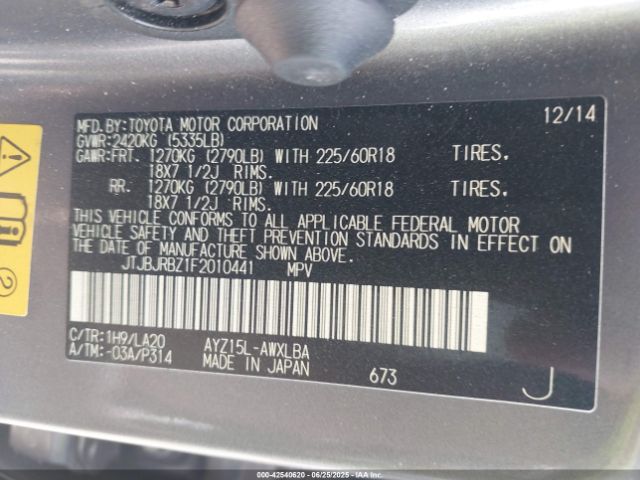 MFD.BY:TOYOTA MOTOR CORPORATION 12/14
GVWR:2420KG (5335LB)
GAWR:FRT. 1270KG (2790LB) WITH 225/60R18 TIRES.
18X7 1/2J RIMS.
RR. 1270KG (2790LB) WITH 225/60R18 TIRES.
18X7 1/2J RIMS.
THIS VEHICLE CONFORMS TO ALL APPLICABLE FEDERAL MOTOR
VEHICLE SAFETY AND THEFT PREVENTION STANDARDS IN EFFECT ON
THE DATE OF MANUFACTURE SHOWN ABOVE.
JTJBJRBZ1F2010441 MPV
C/TR:1H9/LA20 AYZ15L-AWXLBA
A/TM:-03A/P314 MADE IN JAPAN
673 J
2
000-42540620 - 06/25/2025 - IAA, Inc.